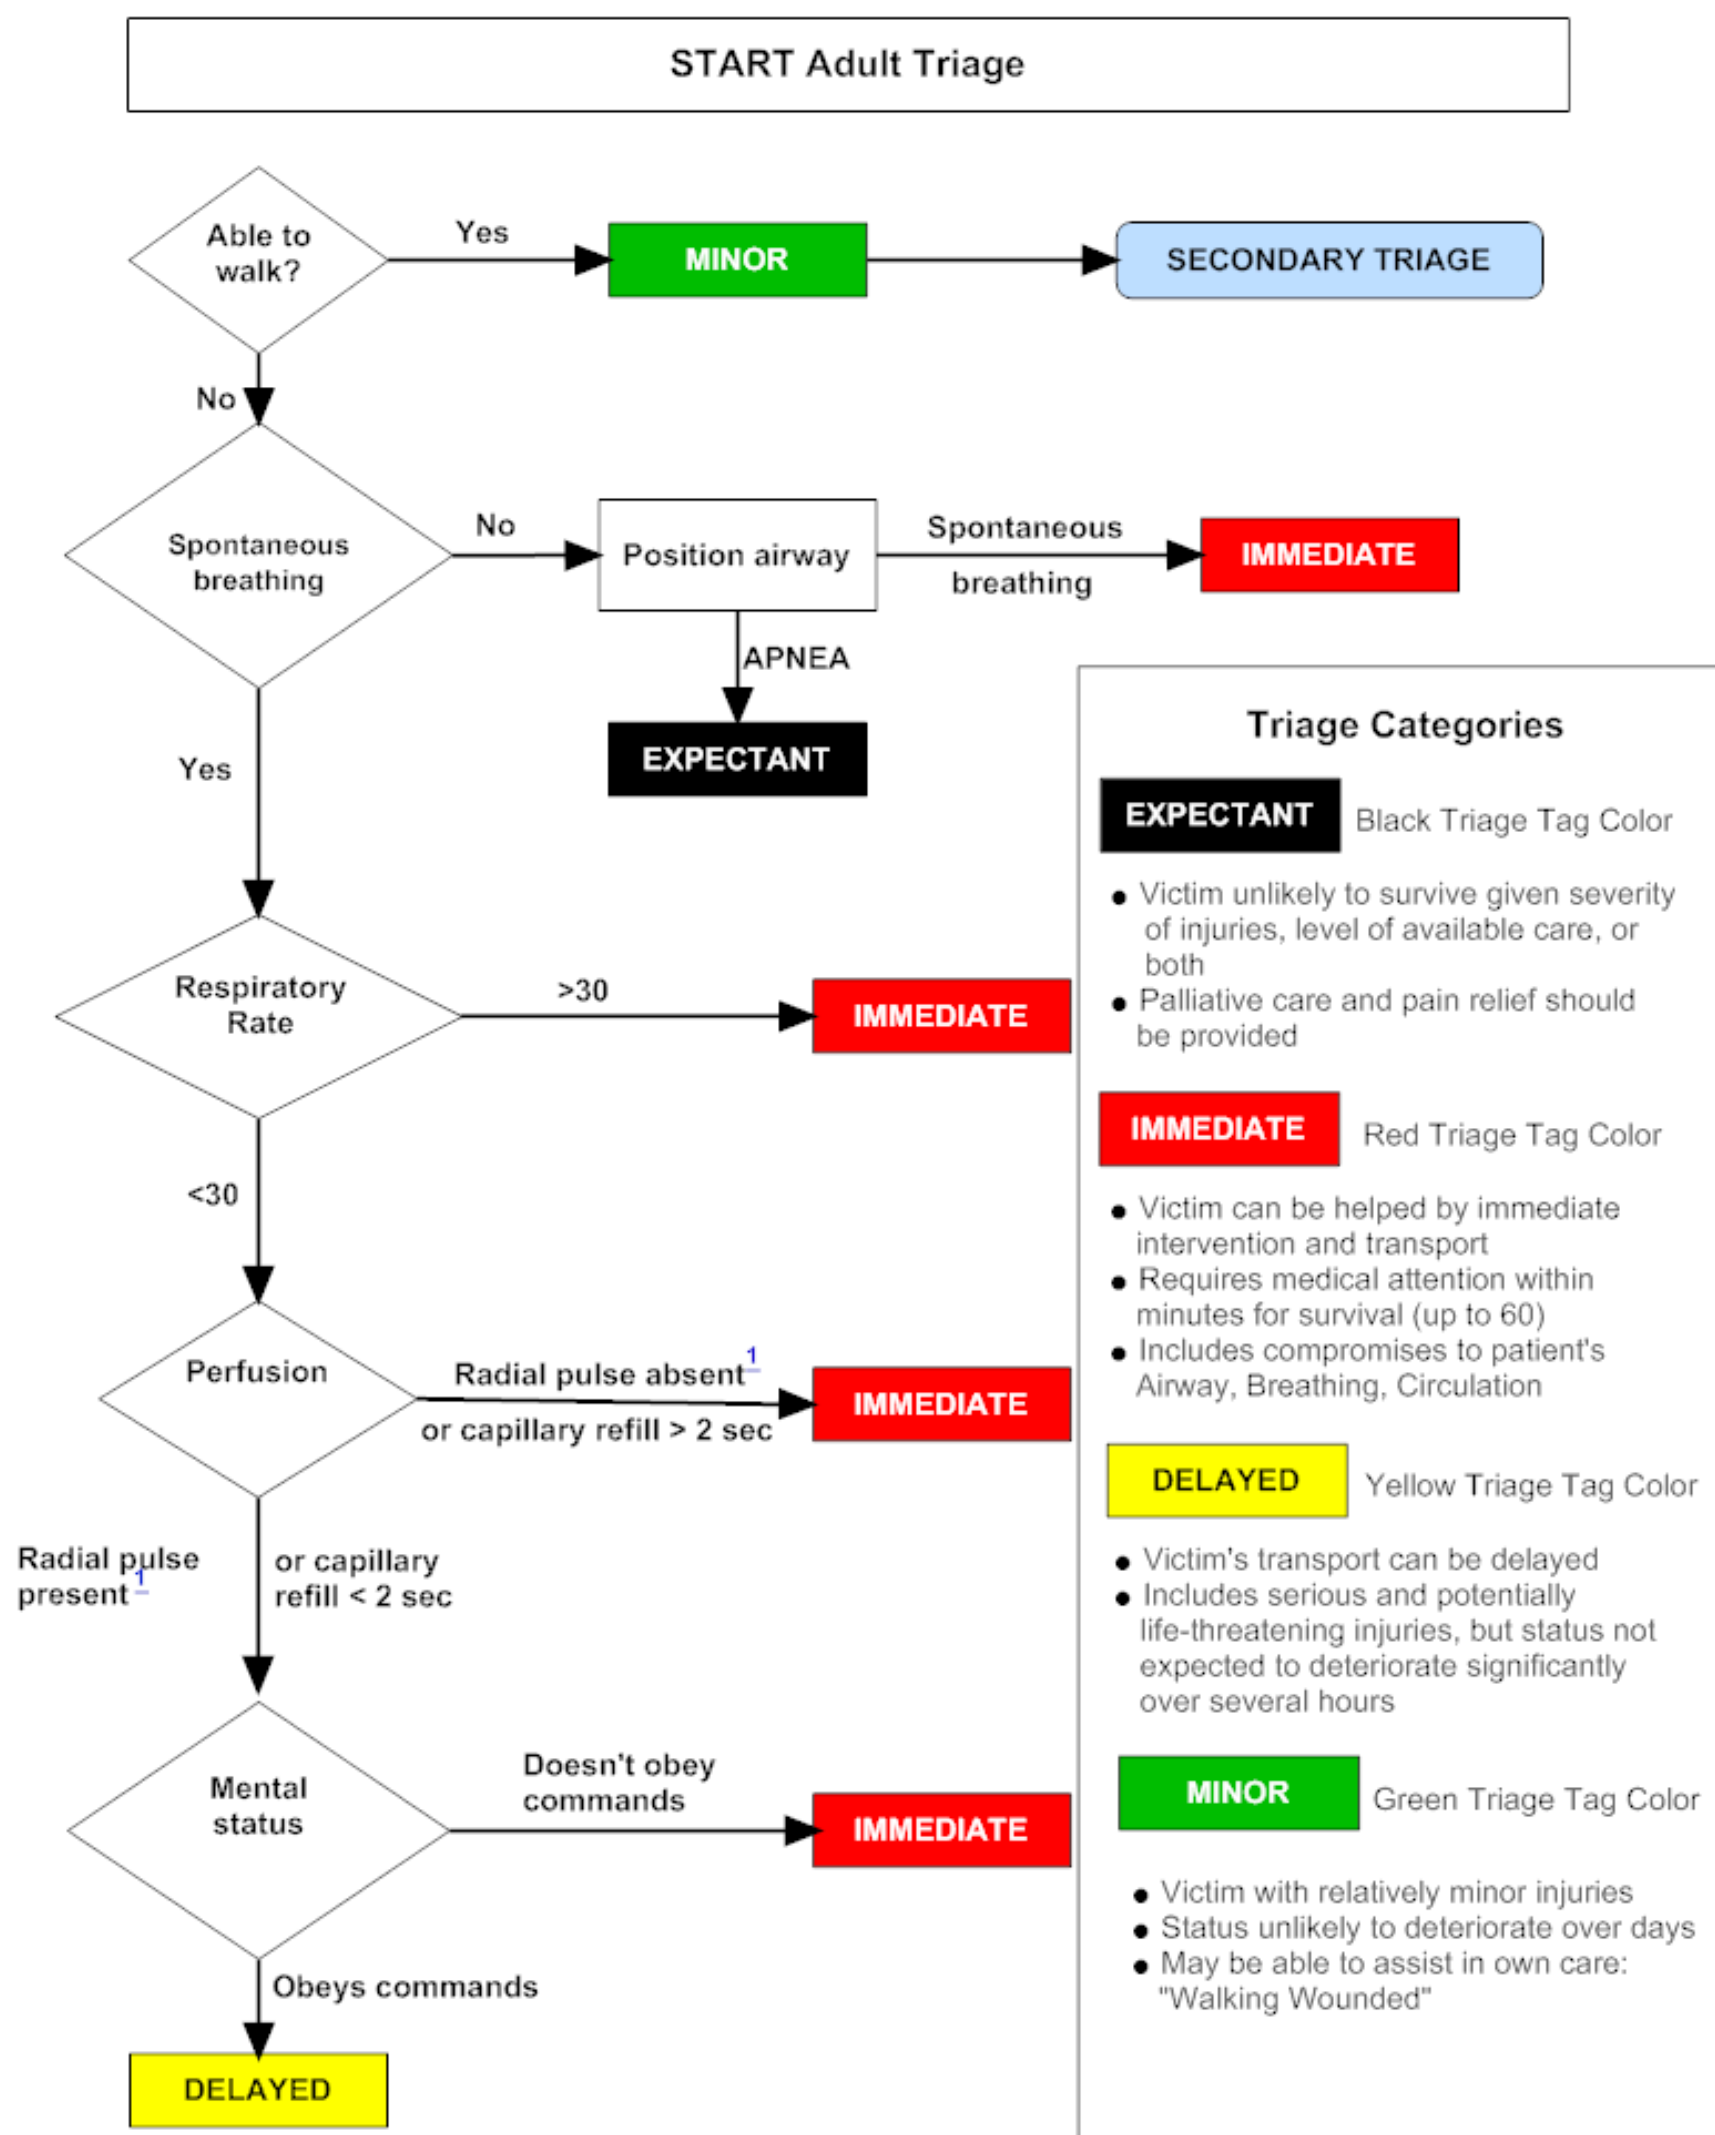 START Adult Triage
Able to
walk?
Yes
MINOR
SECONDARY TRIAGE
No
Spontaneous
breathing
No
Position airway
Spontaneous
breathing
IMMEDIATE
APNEA
EXPECTANT
Yes
Respiratory
Rate
>30
IMMEDIATE
<30
Perfusion
Radial pulse absent 1
or capillary refill > 2 sec
IMMEDIATE
Radial pulse
present 1
or capillary
refill < 2 sec
Mental
status
Doesn't obey
commands
IMMEDIATE
Obeys commands
DELAYED
Triage Categories
EXPECTANT
Black Triage Tag Color
● Victim unlikely to survive given severity
of injuries, level of available care, or
both
● Palliative care and pain relief should
be provided
IMMEDIATE
Red Triage Tag Color
● Victim can be helped by immediate
intervention and transport
● Requires medical attention within
minutes for survival (up to 60)
● Includes compromises to patient's
Airway, Breathing, Circulation
DELAYED
Yellow Triage Tag Color
● Victim's transport can be delayed
● Includes serious and potentially
life-threatening injuries, but status not
expected to deteriorate significantly
over several hours
MINOR
Green Triage Tag Color
● Victim with relatively minor injuries
● Status unlikely to deteriorate over days
● May be able to assist in own care:
"Walking Wounded"